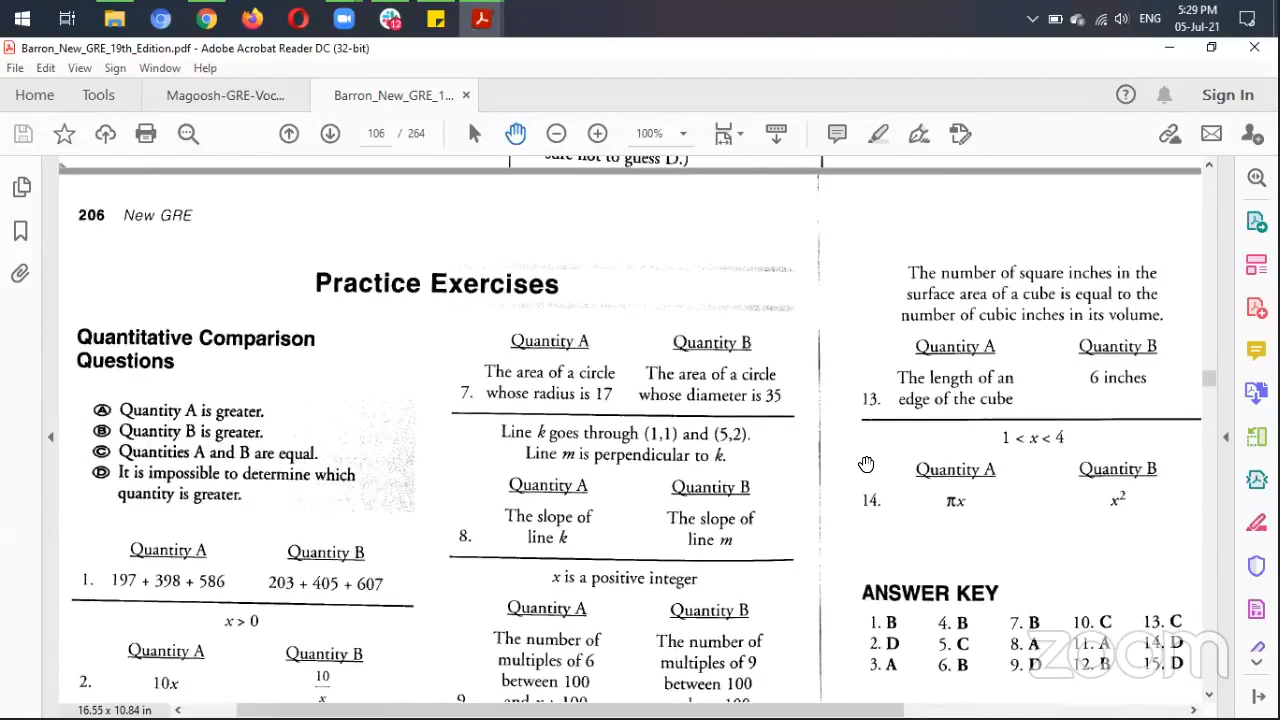 12
5:29 PM
ENG
05-Jul-21
Barron_New_GRE_19th_Edition.pdf - Adobe Acrobat Reader DC (32-bit)
File Edit View Sign Window Help
Home Tools Magoosh-GRE-Voc... Barron_New_GRE_1... × Sign In
106 / 264 100%
sure not to guess D.)
206 New GRE
Practice Exercises
Quantitative Comparison
Questions
A Quantity A is greater.
B Quantity B is greater.
C Quantities A and B are equal.
D It is impossible to determine which
quantity is greater.
Quantity A Quantity B
1. 197 + 398 + 586 203 + 405 + 607
x > 0
Quantity A Quantity B
2. 10x 10
x
Quantity A Quantity B
The area of a circle The area of a circle
7. whose radius is 17 whose diameter is 35
Line k goes through (1,1) and (5,2).
Line m is perpendicular to k.
Quantity A Quantity B
The slope of The slope of
8. line k line m
x is a positive integer
Quantity A Quantity B
The number of The number of
multiples of 6 multiples of 9
between 100 between 100
9
The number of square inches in the
surface area of a cube is equal to the
number of cubic inches in its volume.
Quantity A Quantity B
The length of an 6 inches
13. edge of the cube
1 < x < 4
Quantity A Quantity B
14. πx x²
ANSWER KEY
1. B 4. B 7. B 10. C 13. C
2. D 5. C 8. A 11. A 14. D
3. A 6. B 9. D 12. B 15. D
zoom
16.55 x 10.84 in